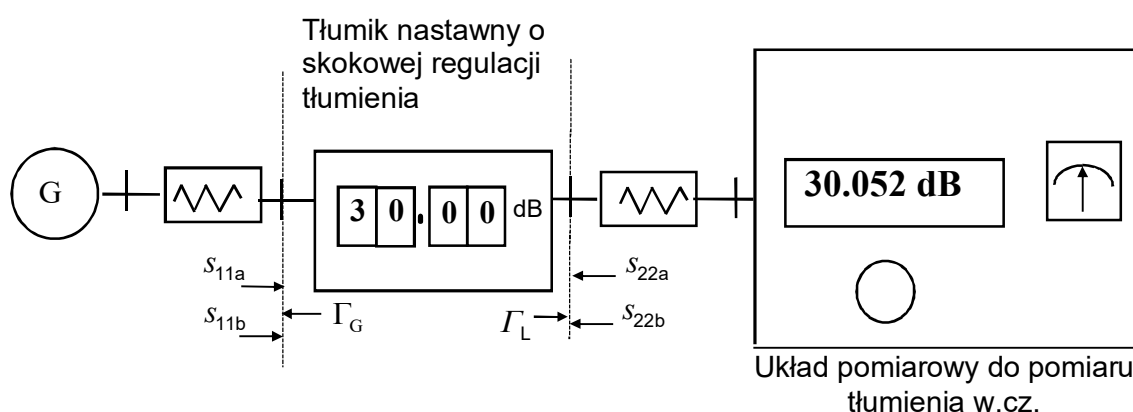 Tłumik nastawny o
skokowej regulacji
tłumienia
G
3 0 . 0 0 dB
30.052 dB
s11a
s11b
ΓG
ΓL
s22a
s22b
Układ pomiarowy do pomiaru
tłumienia w.cz.